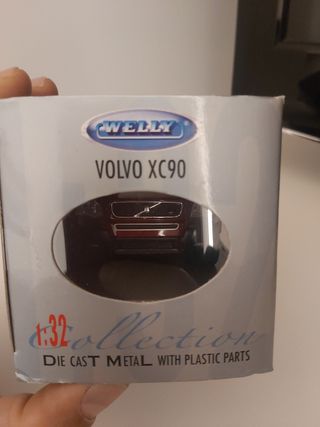 WELLY
VOLVO XC90
1:32
Collection
DIE CAST METAL WITH PLASTIC PARTS